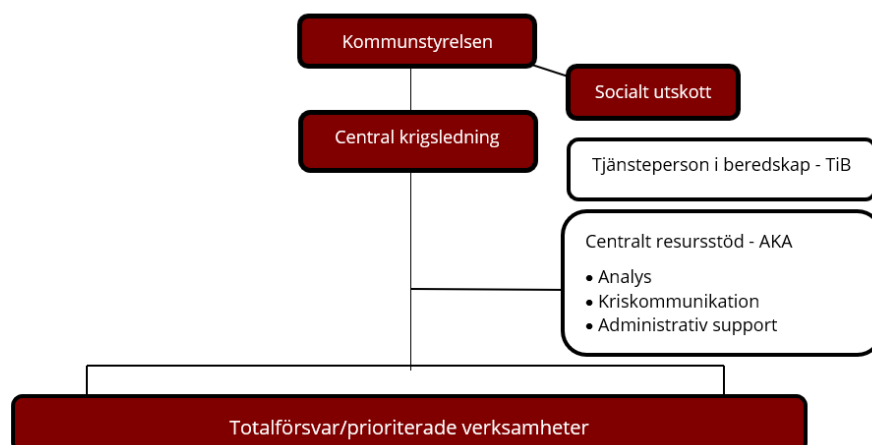 Kommunstyrelsen
Socialt utskott
Central krigsledning
Tjänsteperson i beredskap - TiB
Centralt resursstöd - AKA
• Analys
• Kriskommunikation
• Administrativ support
Totalförsvar/prioriterade verksamheter